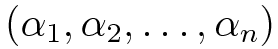 (α₁, α₂, . . . , αₙ)